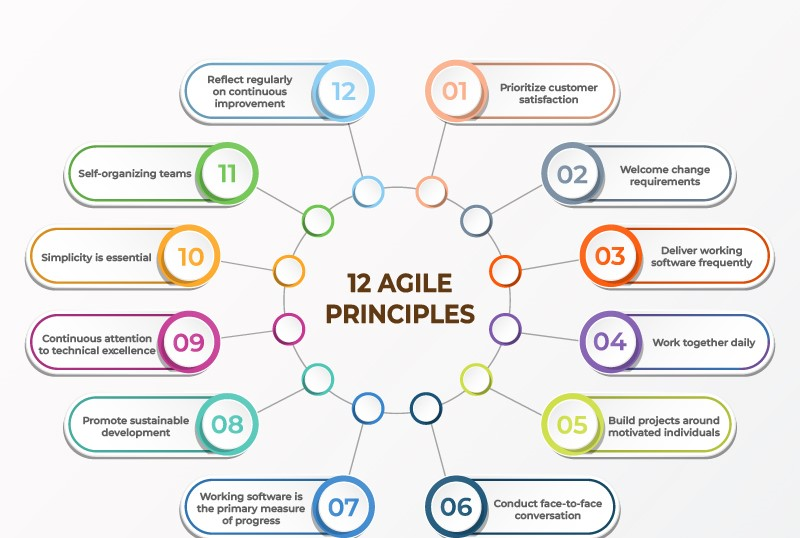 12 AGILE
PRINCIPLES
01
Prioritize customer
satisfaction
02
Welcome change
requirements
03
Deliver working
software frequently
04
Work together daily
05
Build projects around
motivated individuals
06
Conduct face-to-face
conversation
07
Working software is
the primary measure
of progress
08
Promote sustainable
development
09
Continuous attention
to technical excellence
10
Simplicity is essential
11
Self-organizing teams
12
Reflect regularly
on continuous
improvement